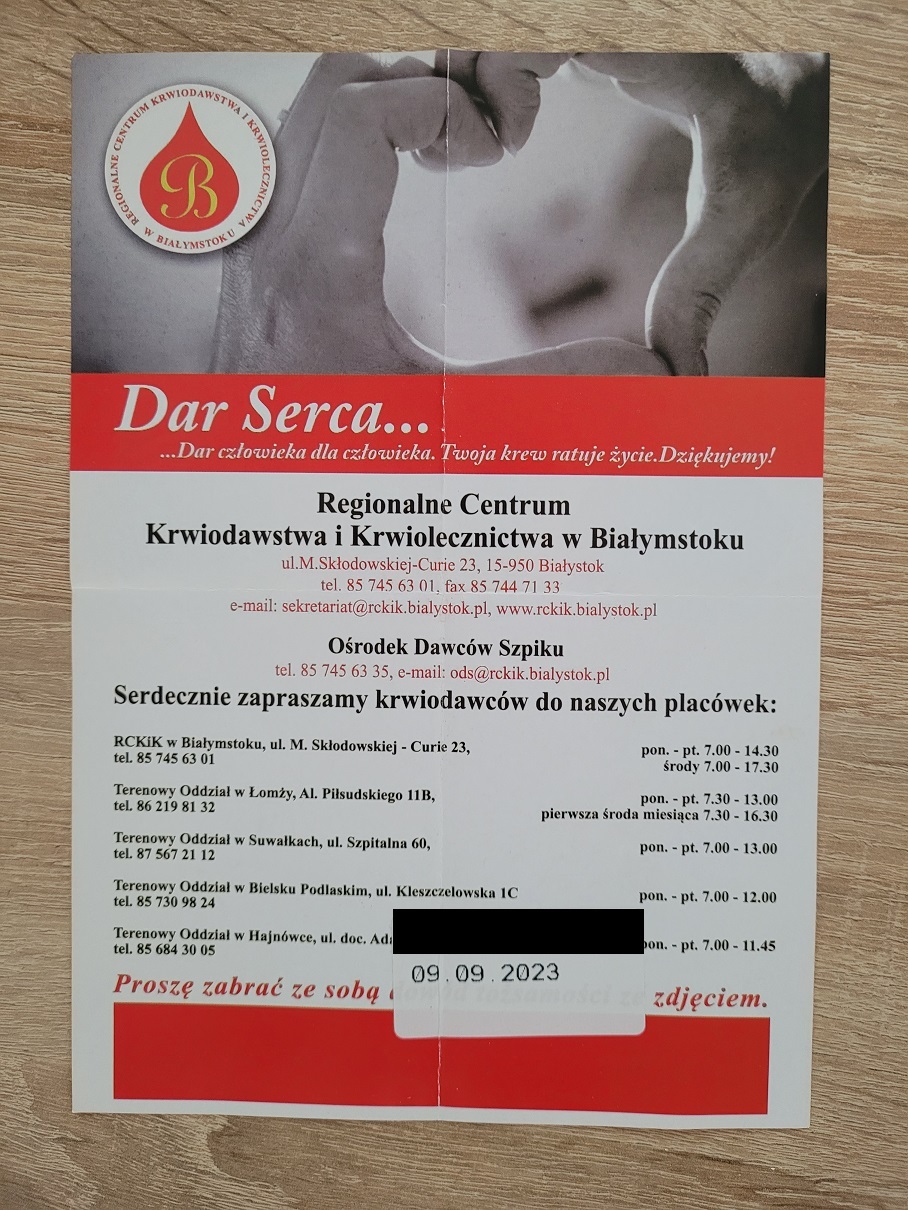 REGIONALNE CENTRUM KRWIODAWSTWA I KRWIOLECZNICTWA
W BIAŁYMSTOKU
B
Dar Serca...
...Dar człowieka dla człowieka. Twoja krew ratuje życie.Dziękujemy!
Regionalne Centrum
Krwiodawstwa i Krwiolecznictwa w Białymstoku
ul.M.Skłodowskiej-Curie 23, 15-950 Białystok
tel. 85 745 63 01, fax 85 744 71 33
e-mail: sekretariat@rckik.bialystok.pl, www.rckik.bialystok.pl
Ośrodek Dawców Szpiku
tel. 85 745 63 35, e-mail: ods@rckik.bialystok.pl
Serdecznie zapraszamy krwiodawców do naszych placówek:
RCKiK w Białymstoku, ul. M. Skłodowskiej - Curie 23, pon. - pt. 7.00 - 14.30
tel. 85 745 63 01 środy 7.00 - 17.30
Terenowy Oddział w Łomży, Al. Piłsudskiego 11B, pon. - pt. 7.30 - 13.00
tel. 86 219 81 32 pierwsza środa miesiąca 7.30 - 16.30
Terenowy Oddział w Suwałkach, ul. Szpitalna 60, pon. - pt. 7.00 - 13.00
tel. 87 567 21 12
Terenowy Oddział w Bielsku Podlaskim, ul. Kleszczelowska 1C pon. - pt. 7.00 - 12.00
tel. 85 730 98 24
Terenowy Oddział w Hajnówce, ul. doc. pon. - pt. 7.00 - 11.45
tel. 85 684 30 05
09.09.2023
Proszę zabrać ze sobą dowód tożsamości ze zdjęciem.